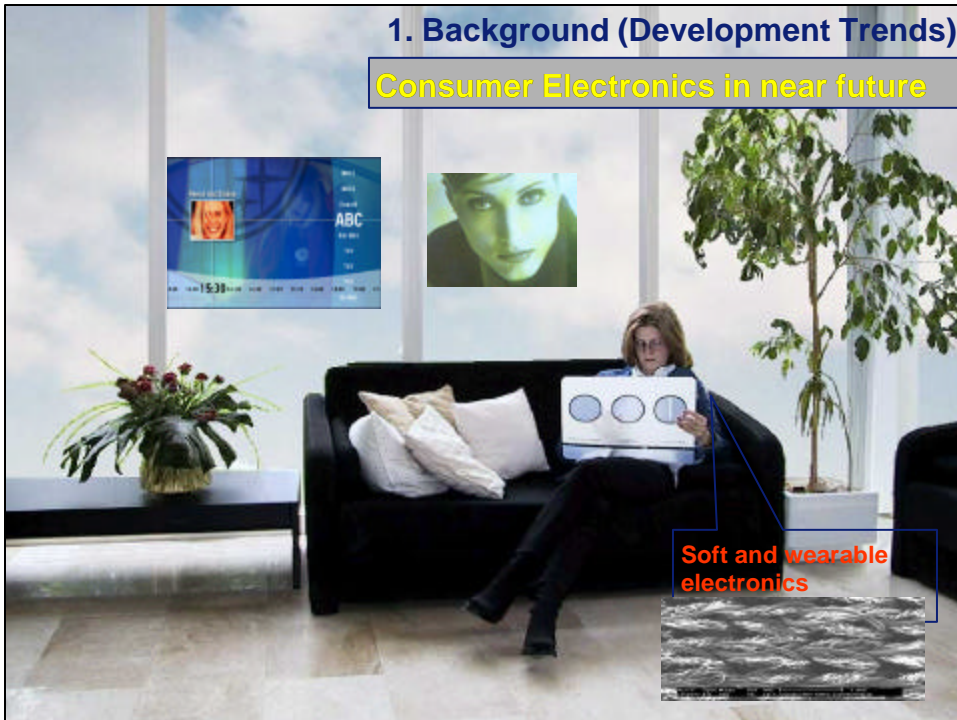 1. Background (Development Trends)
Consumer Electronics in near future
ABC
15:30
Soft and wearable
electronics